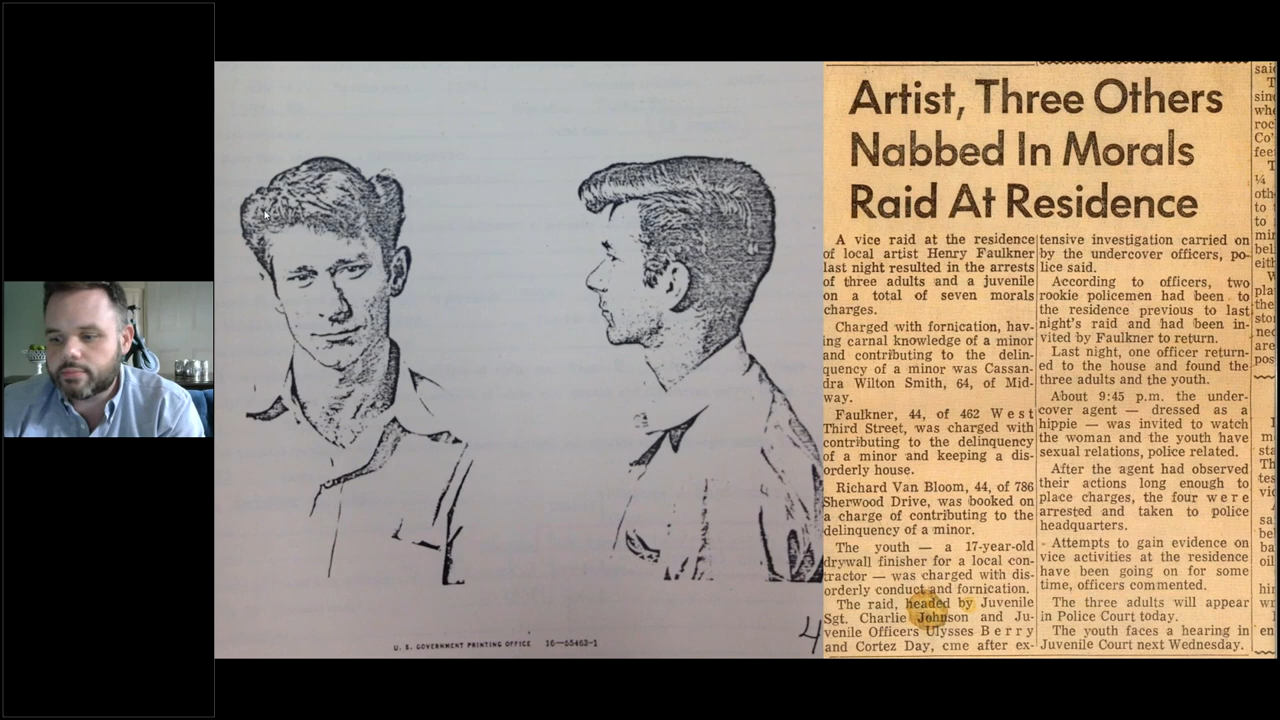 U. S. GOVERNMENT PRINTING OFFICE 16—55463-1
4
Artist, Three Others
Nabbed In Morals
Raid At Residence
A vice raid at the residence
of local artist Henry Faulkner
last night resulted in the arrests
of three adults and a juvenile
on a total of seven morals
charges.
Charged with fornication, hav-
ing carnal knowledge of a minor
and contributing to the delin-
quency of a minor was Cassan-
dra Wilton Smith, 64, of Mid-
way.
Faulkner, 44, of 462 West
Third Street, was charged with
contributing to the delinquency
of a minor and keeping a dis-
orderly house.
Richard Van Bloom, 44, of 786
Sherwood Drive, was booked on
a charge of contributing to the
delinquency of a minor.
The youth — a 17-year-old
drywall finisher for a local con-
tractor — was charged with dis-
orderly conduct and fornication.
The raid, headed by Juvenile
Sgt. Charlie Johnson and Ju-
venile Officers Ulysses Berry
and Cortez Day, cme after ex-
tensive investigation carried on
by the undercover officers, po-
lice said.
According to officers, two
rookie policemen had been to
the residence previous to last
night's raid and had been in-
vited by Faulkner to return.
Last night, one officer return-
ed to the house and found the
three adults and the youth.
About 9:45 p.m. the under-
cover agent — dressed as a
hippie — was invited to watch
the woman and the youth have
sexual relations, police related.
After the agent had observed
their actions long enough to
place charges, the four were
arrested and taken to police
headquarters.
Attempts to gain evidence on
vice activities at the residence
have been going on for some
time, officers commented.
The three adults will appear
in Police Court today.
The youth faces a hearing in
Juvenile Court next Wednesday.